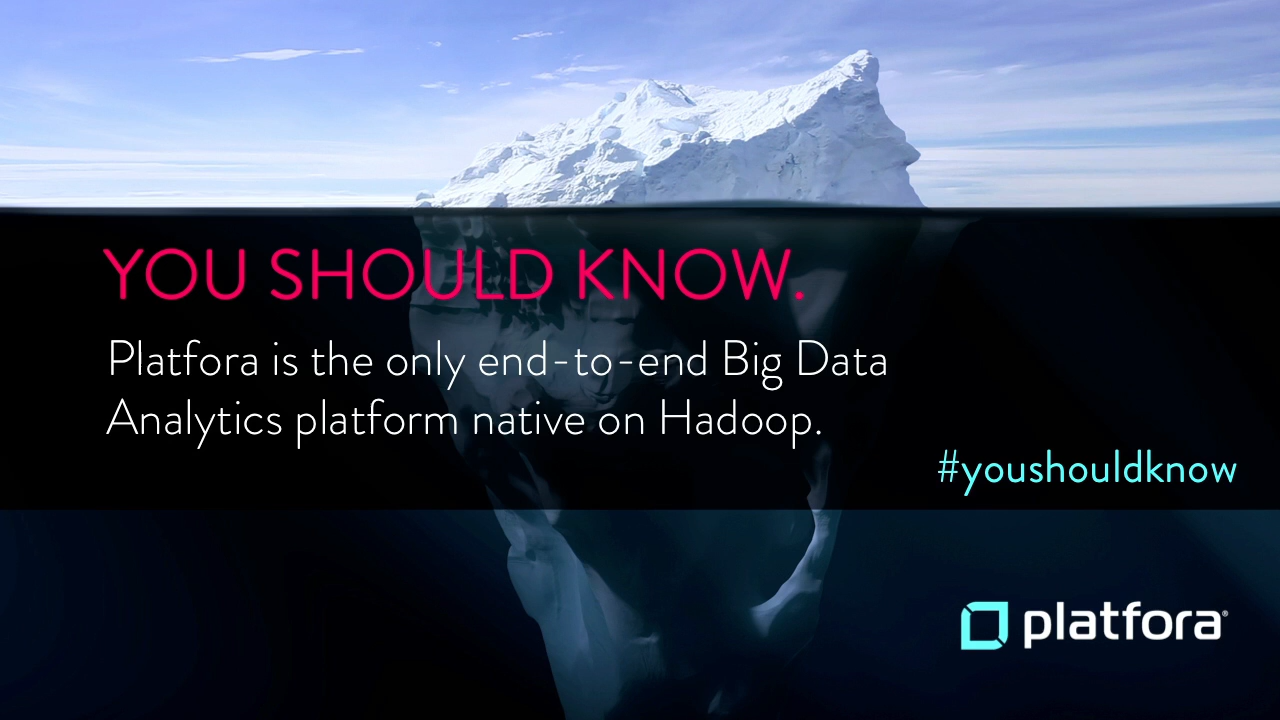 YOU SHOULD KNOW.
Platfora is the only end-to-end Big Data
Analytics platform native on Hadoop.
#youshouldknow
platfora®